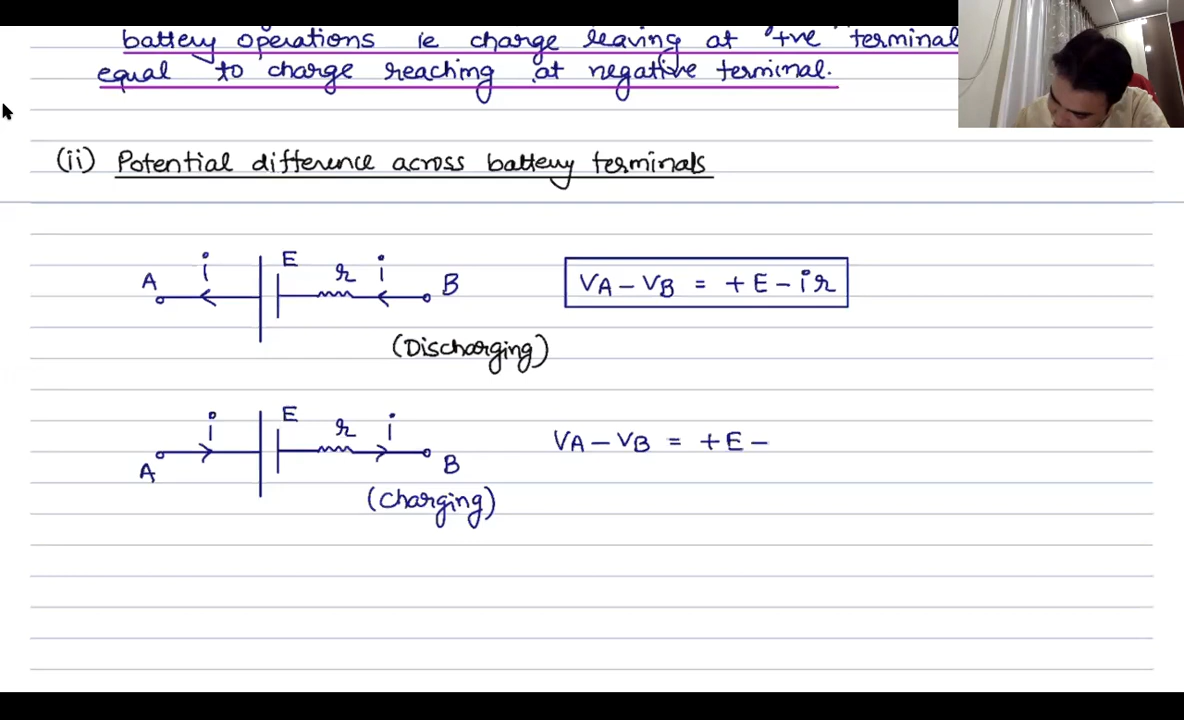 battery operations ie charge leaving at +ve terminal
equal to charge reaching at negative terminal.
(ii) Potential difference across battery terminals
A i E r i B VA - VB = + E - ir
(Discharging)
A i E r i B VA - VB = + E -
(Charging)